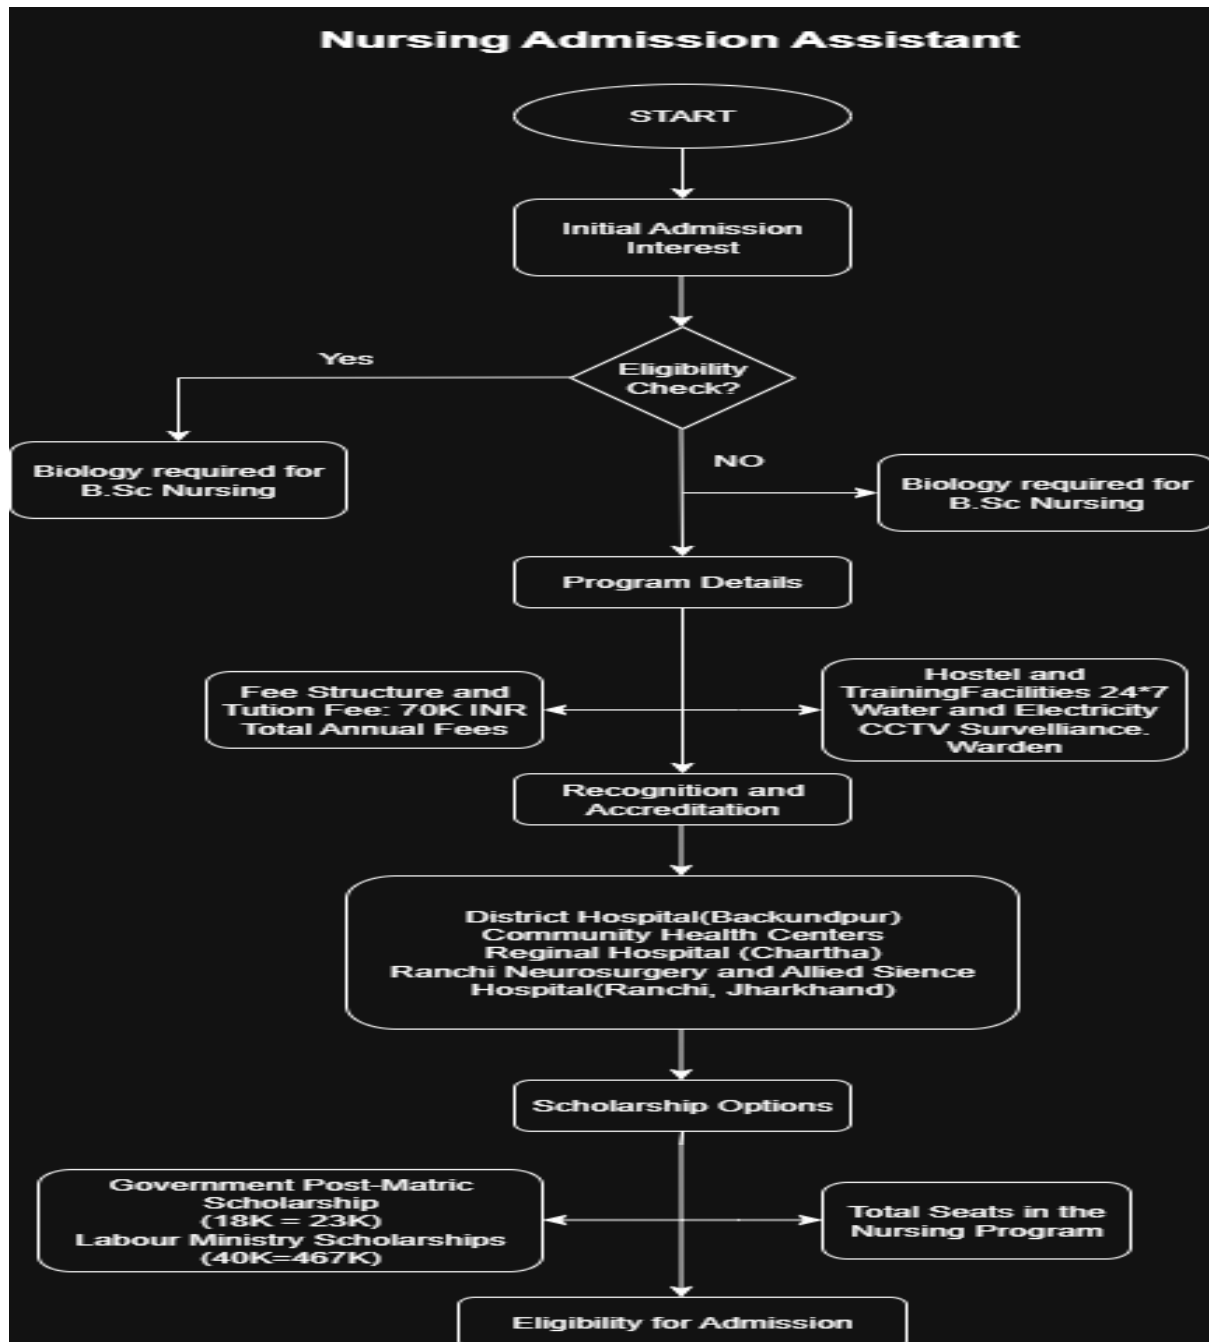 Nursing Admission Assistant
START
Initial Admission
Interest
Eligibility
Check?
Yes
NO
Biology required for
B.Sc Nursing
Biology required for
B.Sc Nursing
Program Details
Fee Structure and
Tution Fee: 70K INR
Total Annual Fees
Hostel and
TrainingFacilities 24*7
Water and Electricity
CCTV Survelliance.
Warden
Recognition and
Accreditation
District Hospital(Backundpur)
Community Health Centers
Reginal Hospital (Chartha)
Ranchi Neurosurgery and Allied Sience
Hospital(Ranchi, Jharkhand)
Scholarship Options
Government Post-Matric
Scholarship
(18K = 23K)
Labour Ministry Scholarships
(40K=467K)
Total Seats in the
Nursing Program
Eligibility for Admission